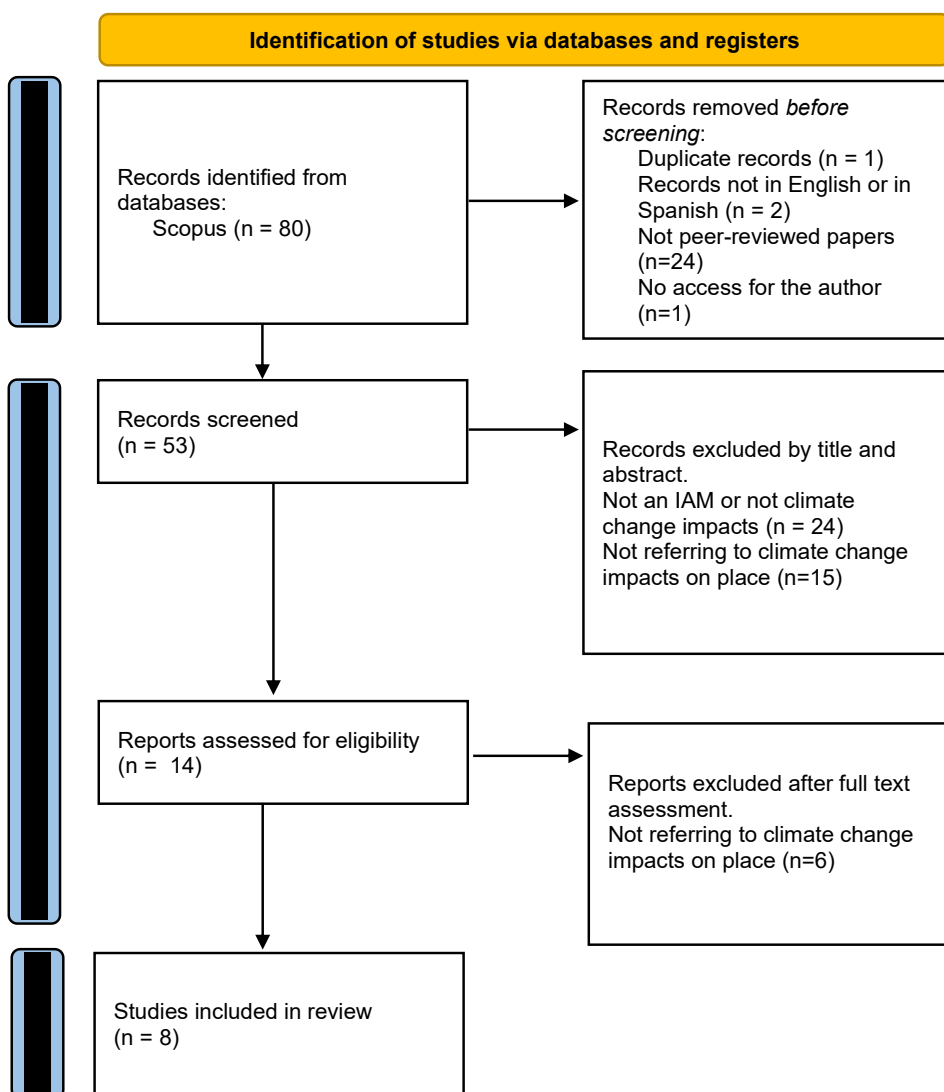 Identification of studies via databases and registers
Records identified from
databases:
Scopus (n = 80)
Records removed before
screening:
Duplicate records (n = 1)
Records not in English or in
Spanish (n = 2)
Not peer-reviewed papers
(n=24)
No access for the author
(n=1)
Records screened
(n = 53)
Records excluded by title and
abstract.
Not an IAM or not climate
change impacts (n = 24)
Not referring to climate change
impacts on place (n=15)
Reports assessed for eligibility
(n = 14)
Reports excluded after full text
assessment.
Not referring to climate change
impacts on place (n=6)
Studies included in review
(n = 8)